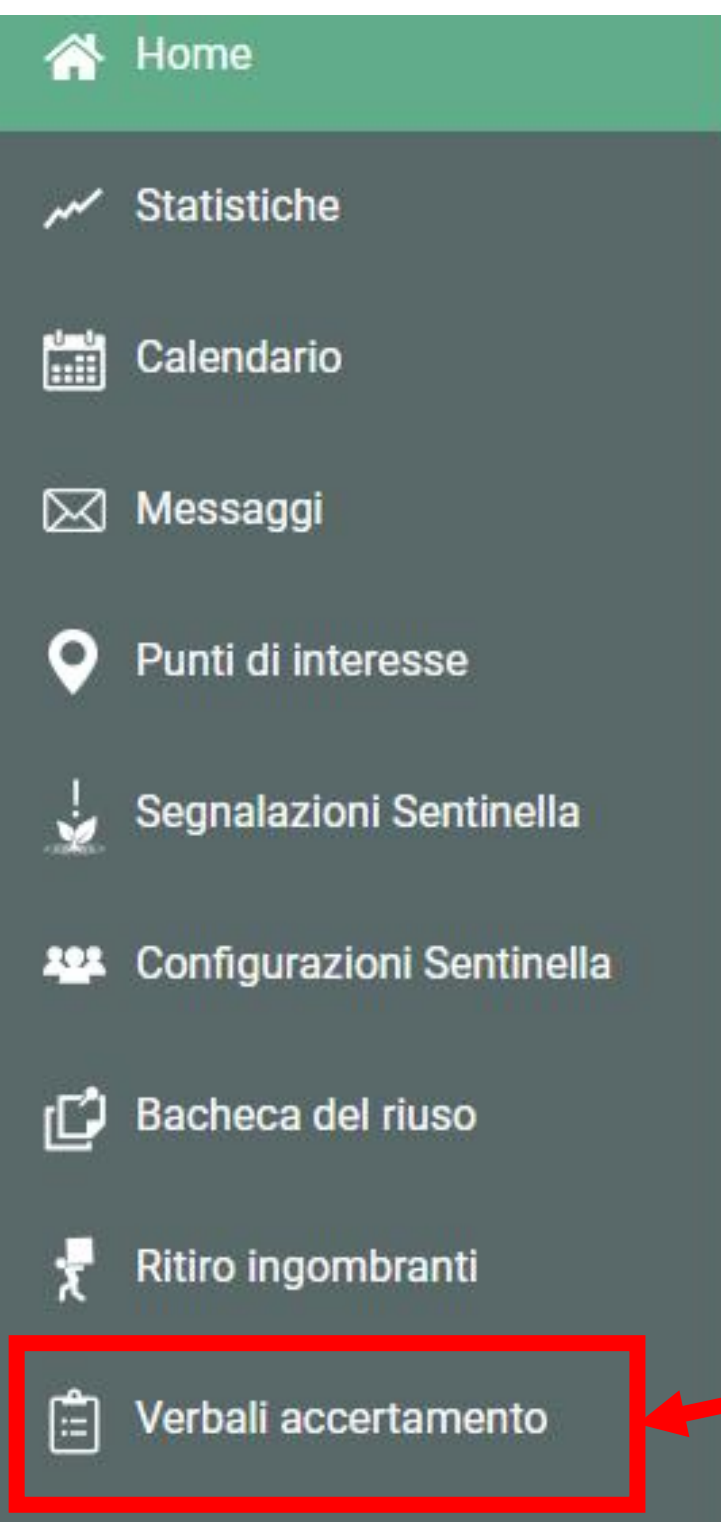 Home
Statistiche
Calendario
Messaggi
Punti di interesse
Segnalazioni Sentinella
Configurazioni Sentinella
Bacheca del riuso
Ritiro ingombranti
Verbali accertamento